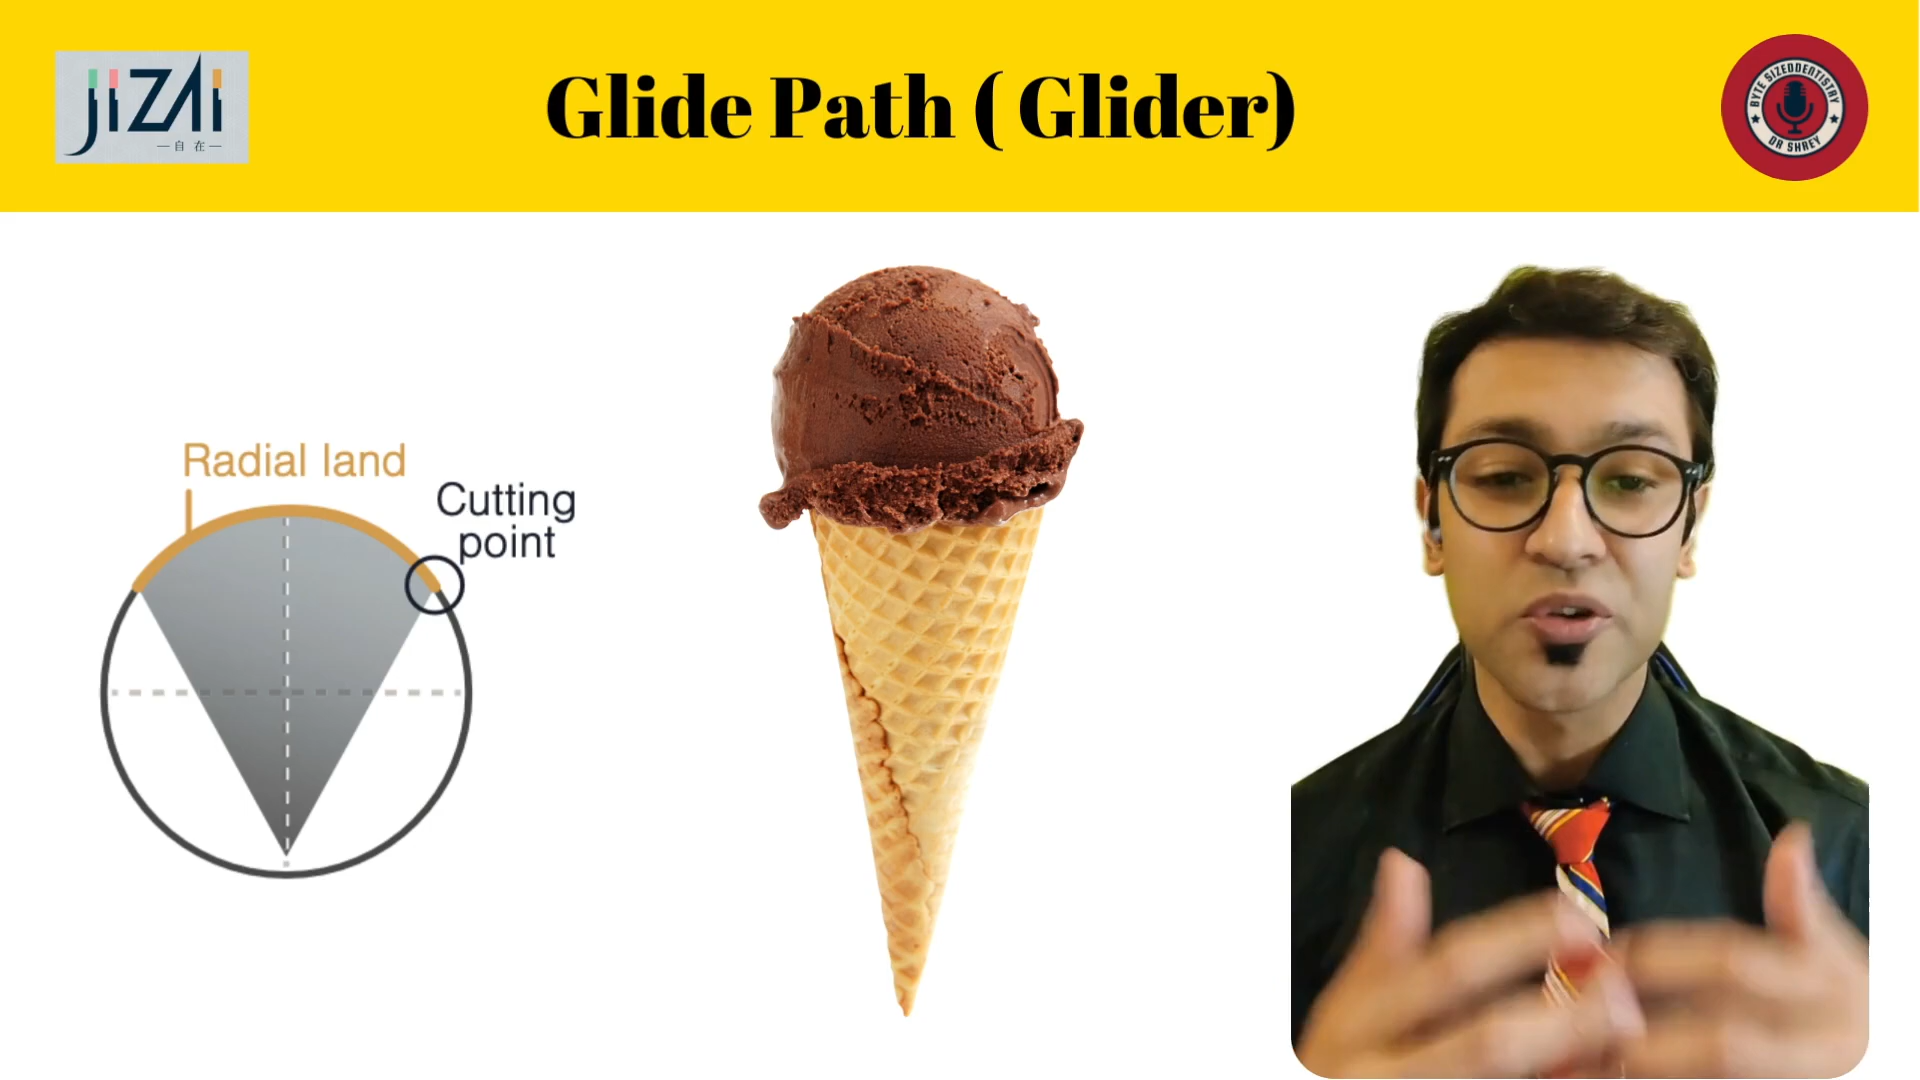 JIZAI
—自 在—
Glide Path ( Glider)
BYTE SIZEDDENTISTRY
DR SHREY
Radial land
Cutting
point